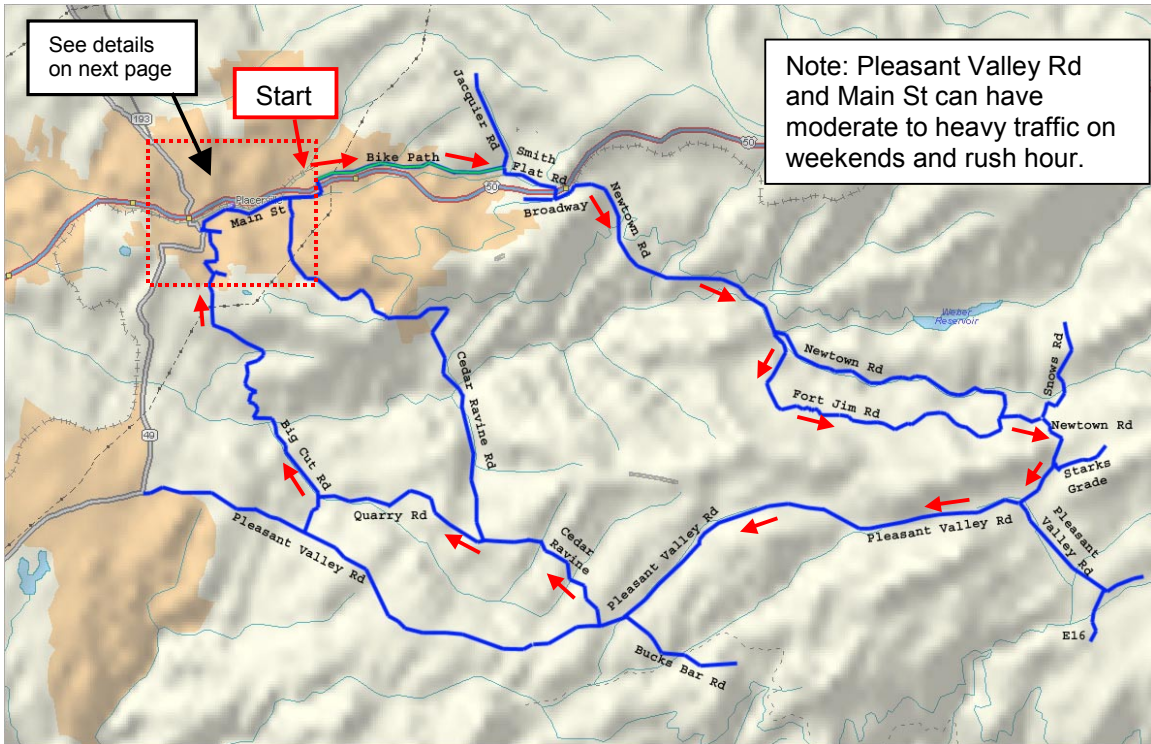 See details
on next page
Start
Note: Pleasant Valley Rd
and Main St can have
moderate to heavy traffic on
weekends and rush hour.
193
50
Jacquier Rd
Smith
Flat Rd
Bike Path
50
Main St
Broadway
Newtown Rd
Weber
Reservoir
Newtown Rd
Snows Rd
Fort Jim Rd
Newtown Rd
Starks
Grade
Cedar Ravine Rd
49
Big Cut Rd
Quarry Rd
Cedar
Ravine
Pleasant Valley Rd
Pleasant Valley Rd
Pleasant Valley Rd
Pleasant
Valley Rd
Bucks Bar Rd
E16